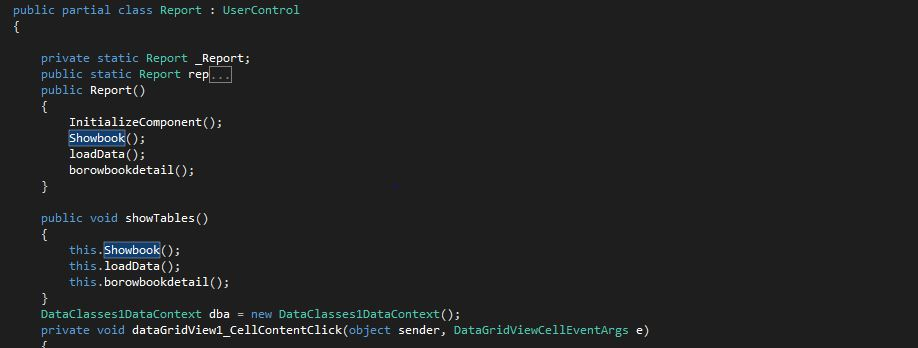 public partial class Report : UserControl
{
private static Report _Report;
public static Report rep...
public Report()
{
InitializeComponent();
Showbook();
loadData();
borowbookdetail();
}
public void showTables()
{
this.Showbook();
this.loadData();
this.borowbookdetail();
}
DataClasses1DataContext dba = new DataClasses1DataContext();
private void dataGridView1_CellContentClick(object sender, DataGridViewCellEventArgs e)
{